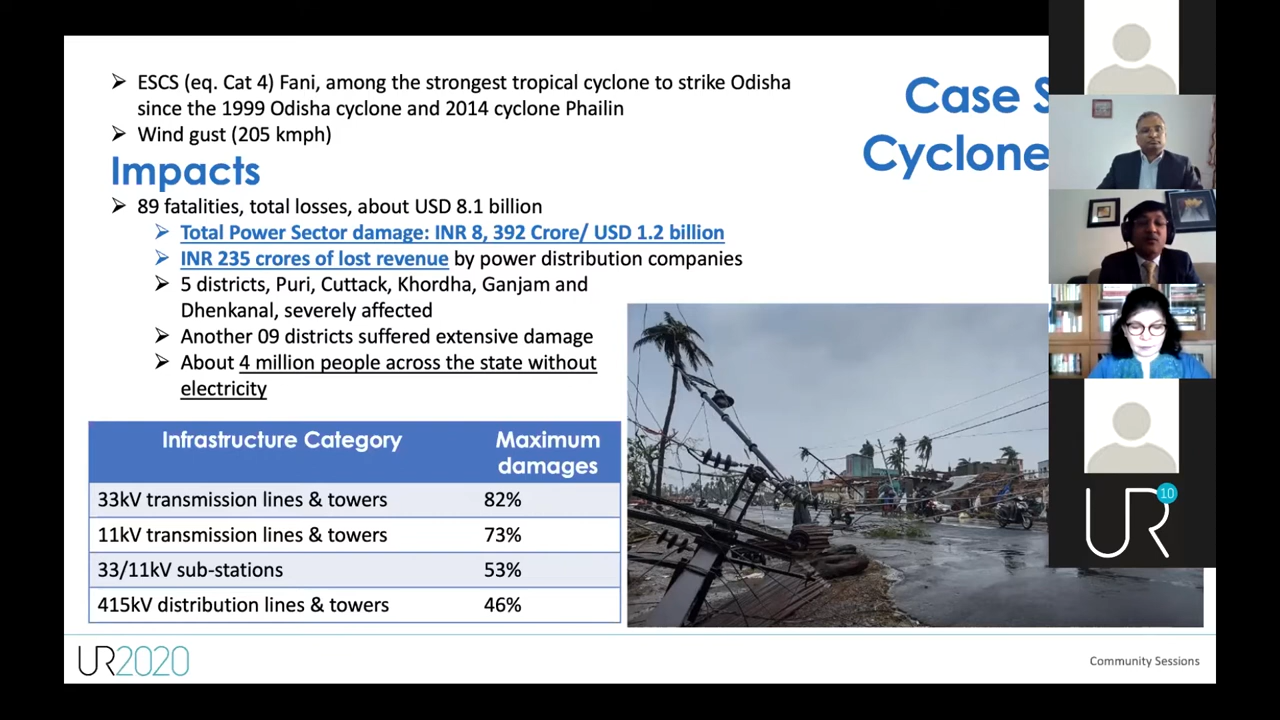 ➢ ESCS (eq. Cat 4) Fani, among the strongest tropical cyclone to strike Odisha
since the 1999 Odisha cyclone and 2014 cyclone Phailin
➢ Wind gust (205 kmph)
Case S
Cyclone
Impacts
➢ 89 fatalities, total losses, about USD 8.1 billion
➢ Total Power Sector damage: INR 8, 392 Crore/ USD 1.2 billion
➢ INR 235 crores of lost revenue by power distribution companies
➢ 5 districts, Puri, Cuttack, Khordha, Ganjam and
Dhenkanal, severely affected
➢ Another 09 districts suffered extensive damage
➢ About 4 million people across the state without
electricity
Infrastructure Category Maximum
damages
33kV transmission lines & towers 82%
11kV transmission lines & towers 73%
33/11kV sub-stations 53%
415kV distribution lines & towers 46%
UR2020
Community Sessions
UR 10